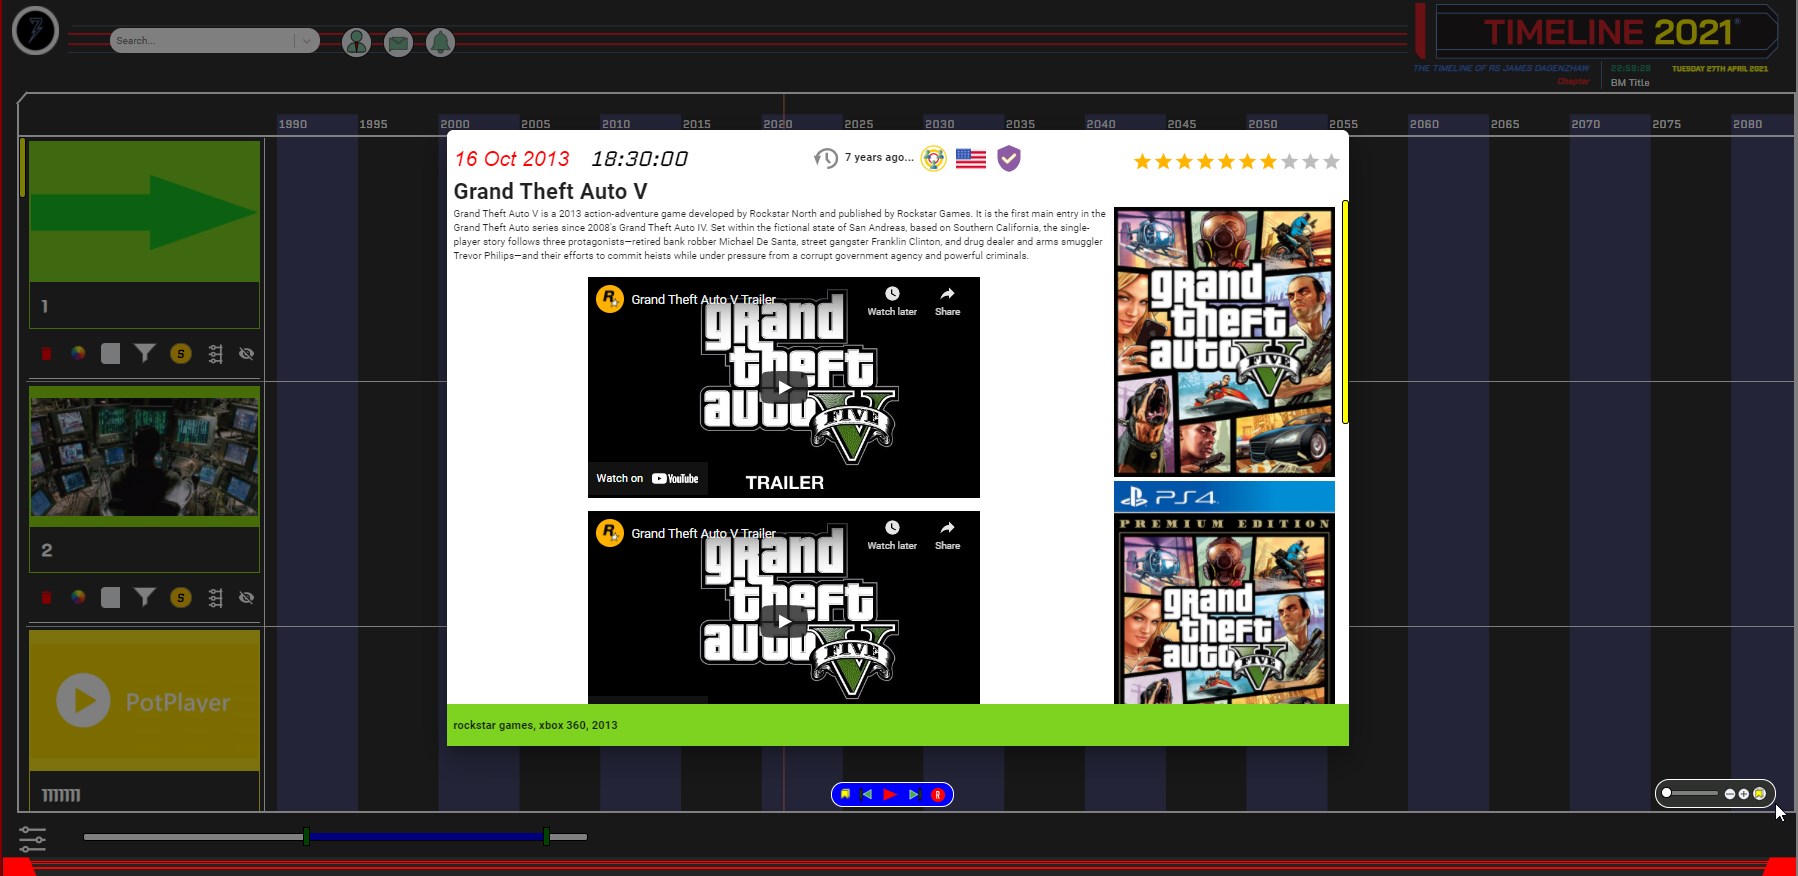 Search...
TIMELINE 2021
THE TIMELINE OF RS JAMES DAGENZHAW
22:58:28
TUESDAY 27TH APRIL 2021
Chapter
BM Title
1990 1995 2000 2005 2010 2015 2020 2025 2030 2035 2040 2045 2050 2055 2060 2065 2070 2075 2080
16 Oct 2013 18:30:00 7 years ago...
Grand Theft Auto V
Grand Theft Auto V is a 2013 action-adventure game developed by Rockstar North and published by Rockstar Games. It is the first main entry in the
Grand Theft Auto series since 2008's Grand Theft Auto IV. Set within the fictional state of San Andreas, based on Southern California, the single-
player story follows three protagonists—retired bank robber Michael De Santa, street gangster Franklin Clinton, and drug dealer and arms smuggler
Trevor Philips—and their efforts to commit heists while under pressure from a corrupt government agency and powerful criminals.
R
Grand Theft Auto V Trailer
Watch later
Share
grand
theft
auto
FIVE
Watch on YouTube
TRAILER
R
Grand Theft Auto V Trailer
Watch later
Share
grand
theft
auto
FIVE
grand
theft
auto
FIVE
PS4
PREMIUM EDITION
grand
theft
auto
FIVE
rockstar games, xbox 360, 2013
1
S
2
S
PotPlayer
111111
R